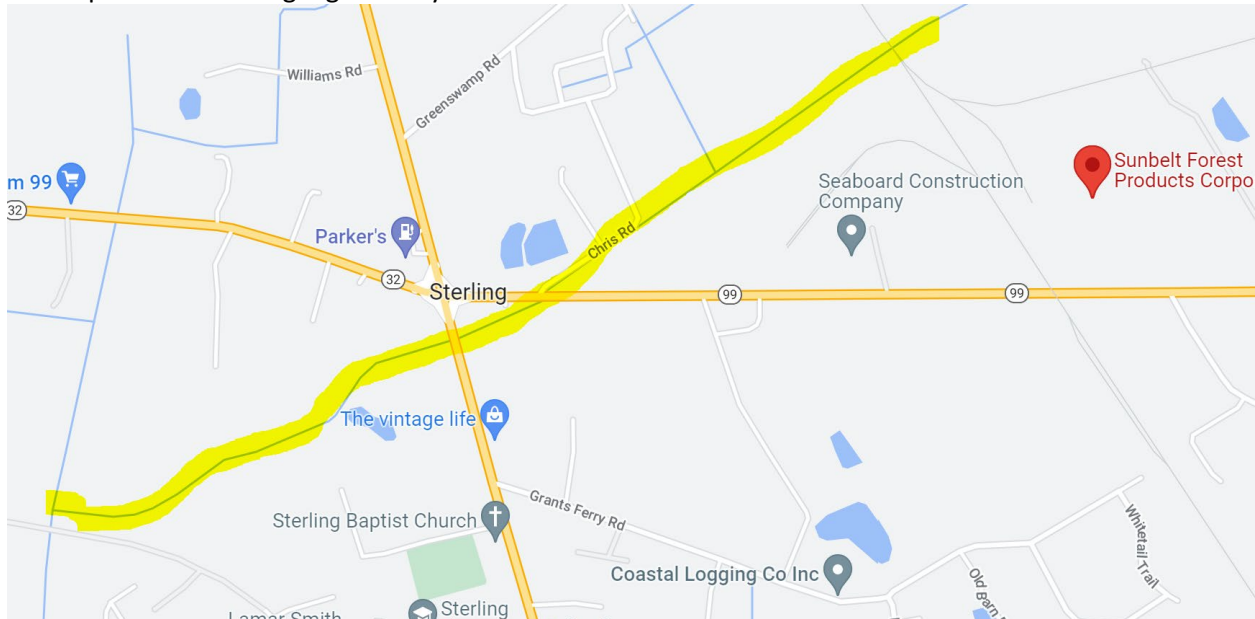 Williams Rd
Greenswamp Rd
m 99
32
Parker's
32
Sterling
Chris Rd
Seaboard Construction
Company
Sunbelt Forest
Products Corpo
99
99
The vintage life
Grants Ferry Rd
Sterling Baptist Church
Coastal Logging Co Inc
Whitetail Trail
Old Barn
Lamar Smith
Sterling